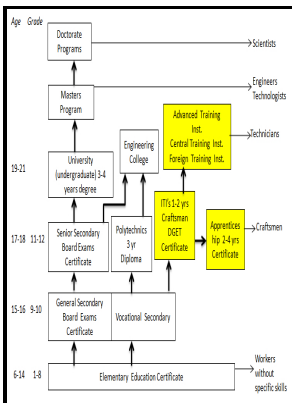 Age Grade
Doctorate
Programs
Scientists
Masters
Program
Engineers
Technologists
Advanced Training
Inst.
Central Training Inst.
Foreign Training Inst.
Technicians
Engineering
College
19-21
University
(undergraduate) 3-4
years degree
17-18 11-12
Senior Secondary
Board Exams
Certificate
Polytechnics
3 yr
Diploma
ITI's 1-2 yrs
Craftsman
DGET
Certificate
Apprentices
hip 2-4 yrs
Certificate
Craftsmen
15-16 9-10
General Secondary
Board Exams
Certificate
Vocational Secondary
6-14 1-8
Elementary Education Certificate
Workers
without
specific skills